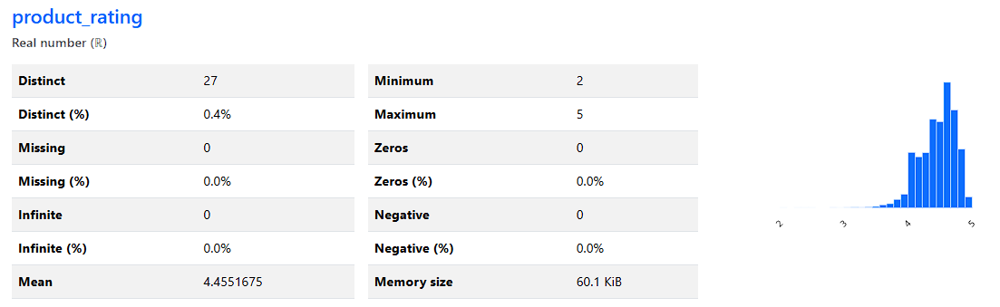 product_rating
Real number (ℝ)
Distinct 27
Distinct (%) 0.4%
Missing 0
Missing (%) 0.0%
Infinite 0
Infinite (%) 0.0%
Mean 4.4551675
Minimum 2
Maximum 5
Zeros 0
Zeros (%) 0.0%
Negative 0
Negative (%) 0.0%
Memory size 60.1 KiB
2 3 4 5